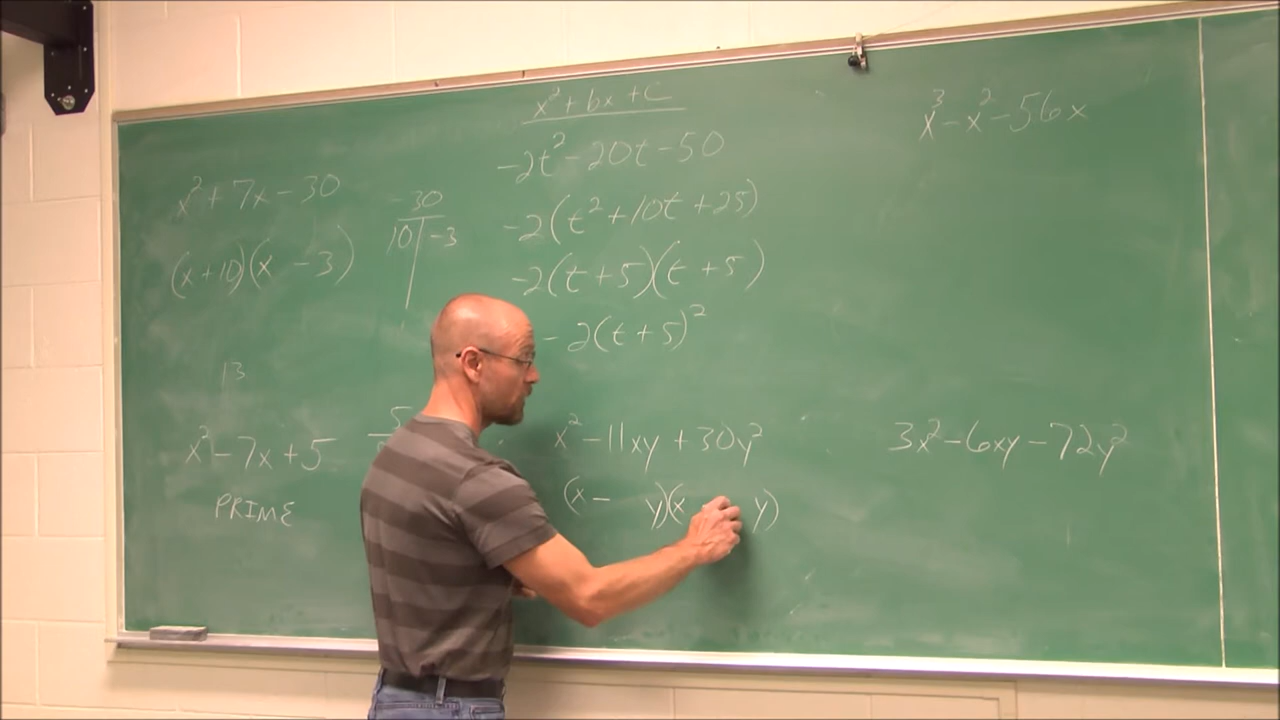 x² + bx + c
x² + 7x - 30
(x + 10)(x - 3)
-30
10 | -3
-2t² - 20t - 50
-2(t² + 10t + 25)
-2(t + 5)(t + 5)
-2(t + 5)²
x³ - x² - 56x
13
x² - 7x + 5
5
PRIME
x² - 11xy + 30y²
(x - y)(x y)
3x² - 6xy - 72y²